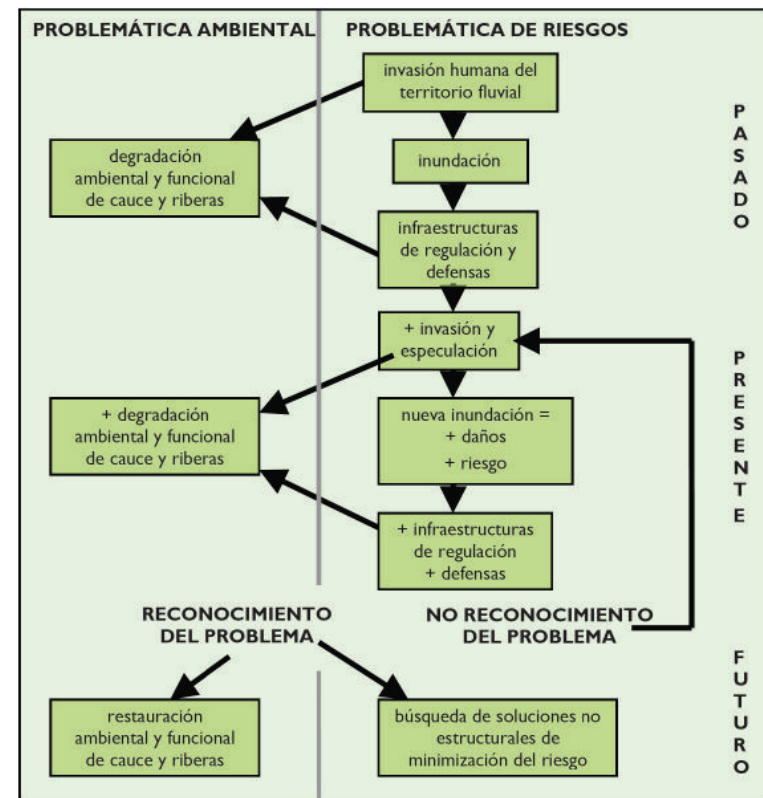 PROBLEMÁTICA AMBIENTAL
PROBLEMÁTICA DE RIESGOS
invasión humana del
territorio fluvial
degradación
ambiental y funcional
de cauce y riberas
inundación
infraestructuras
de regulación y
defensas
PASADO
+ invasión y
especulación
+ degradación
ambiental y funcional
de cauce y riberas
nueva inundación =
+ daños
+ riesgo
+ infraestructuras
de regulación
+ defensas
PRESENTE
RECONOCIMIENTO
DEL PROBLEMA
NO RECONOCIMIENTO
DEL PROBLEMA
restauración
ambiental y funcional
de cauce y riberas
búsqueda de soluciones no
estructurales de
minimización del riesgo
FUTURO